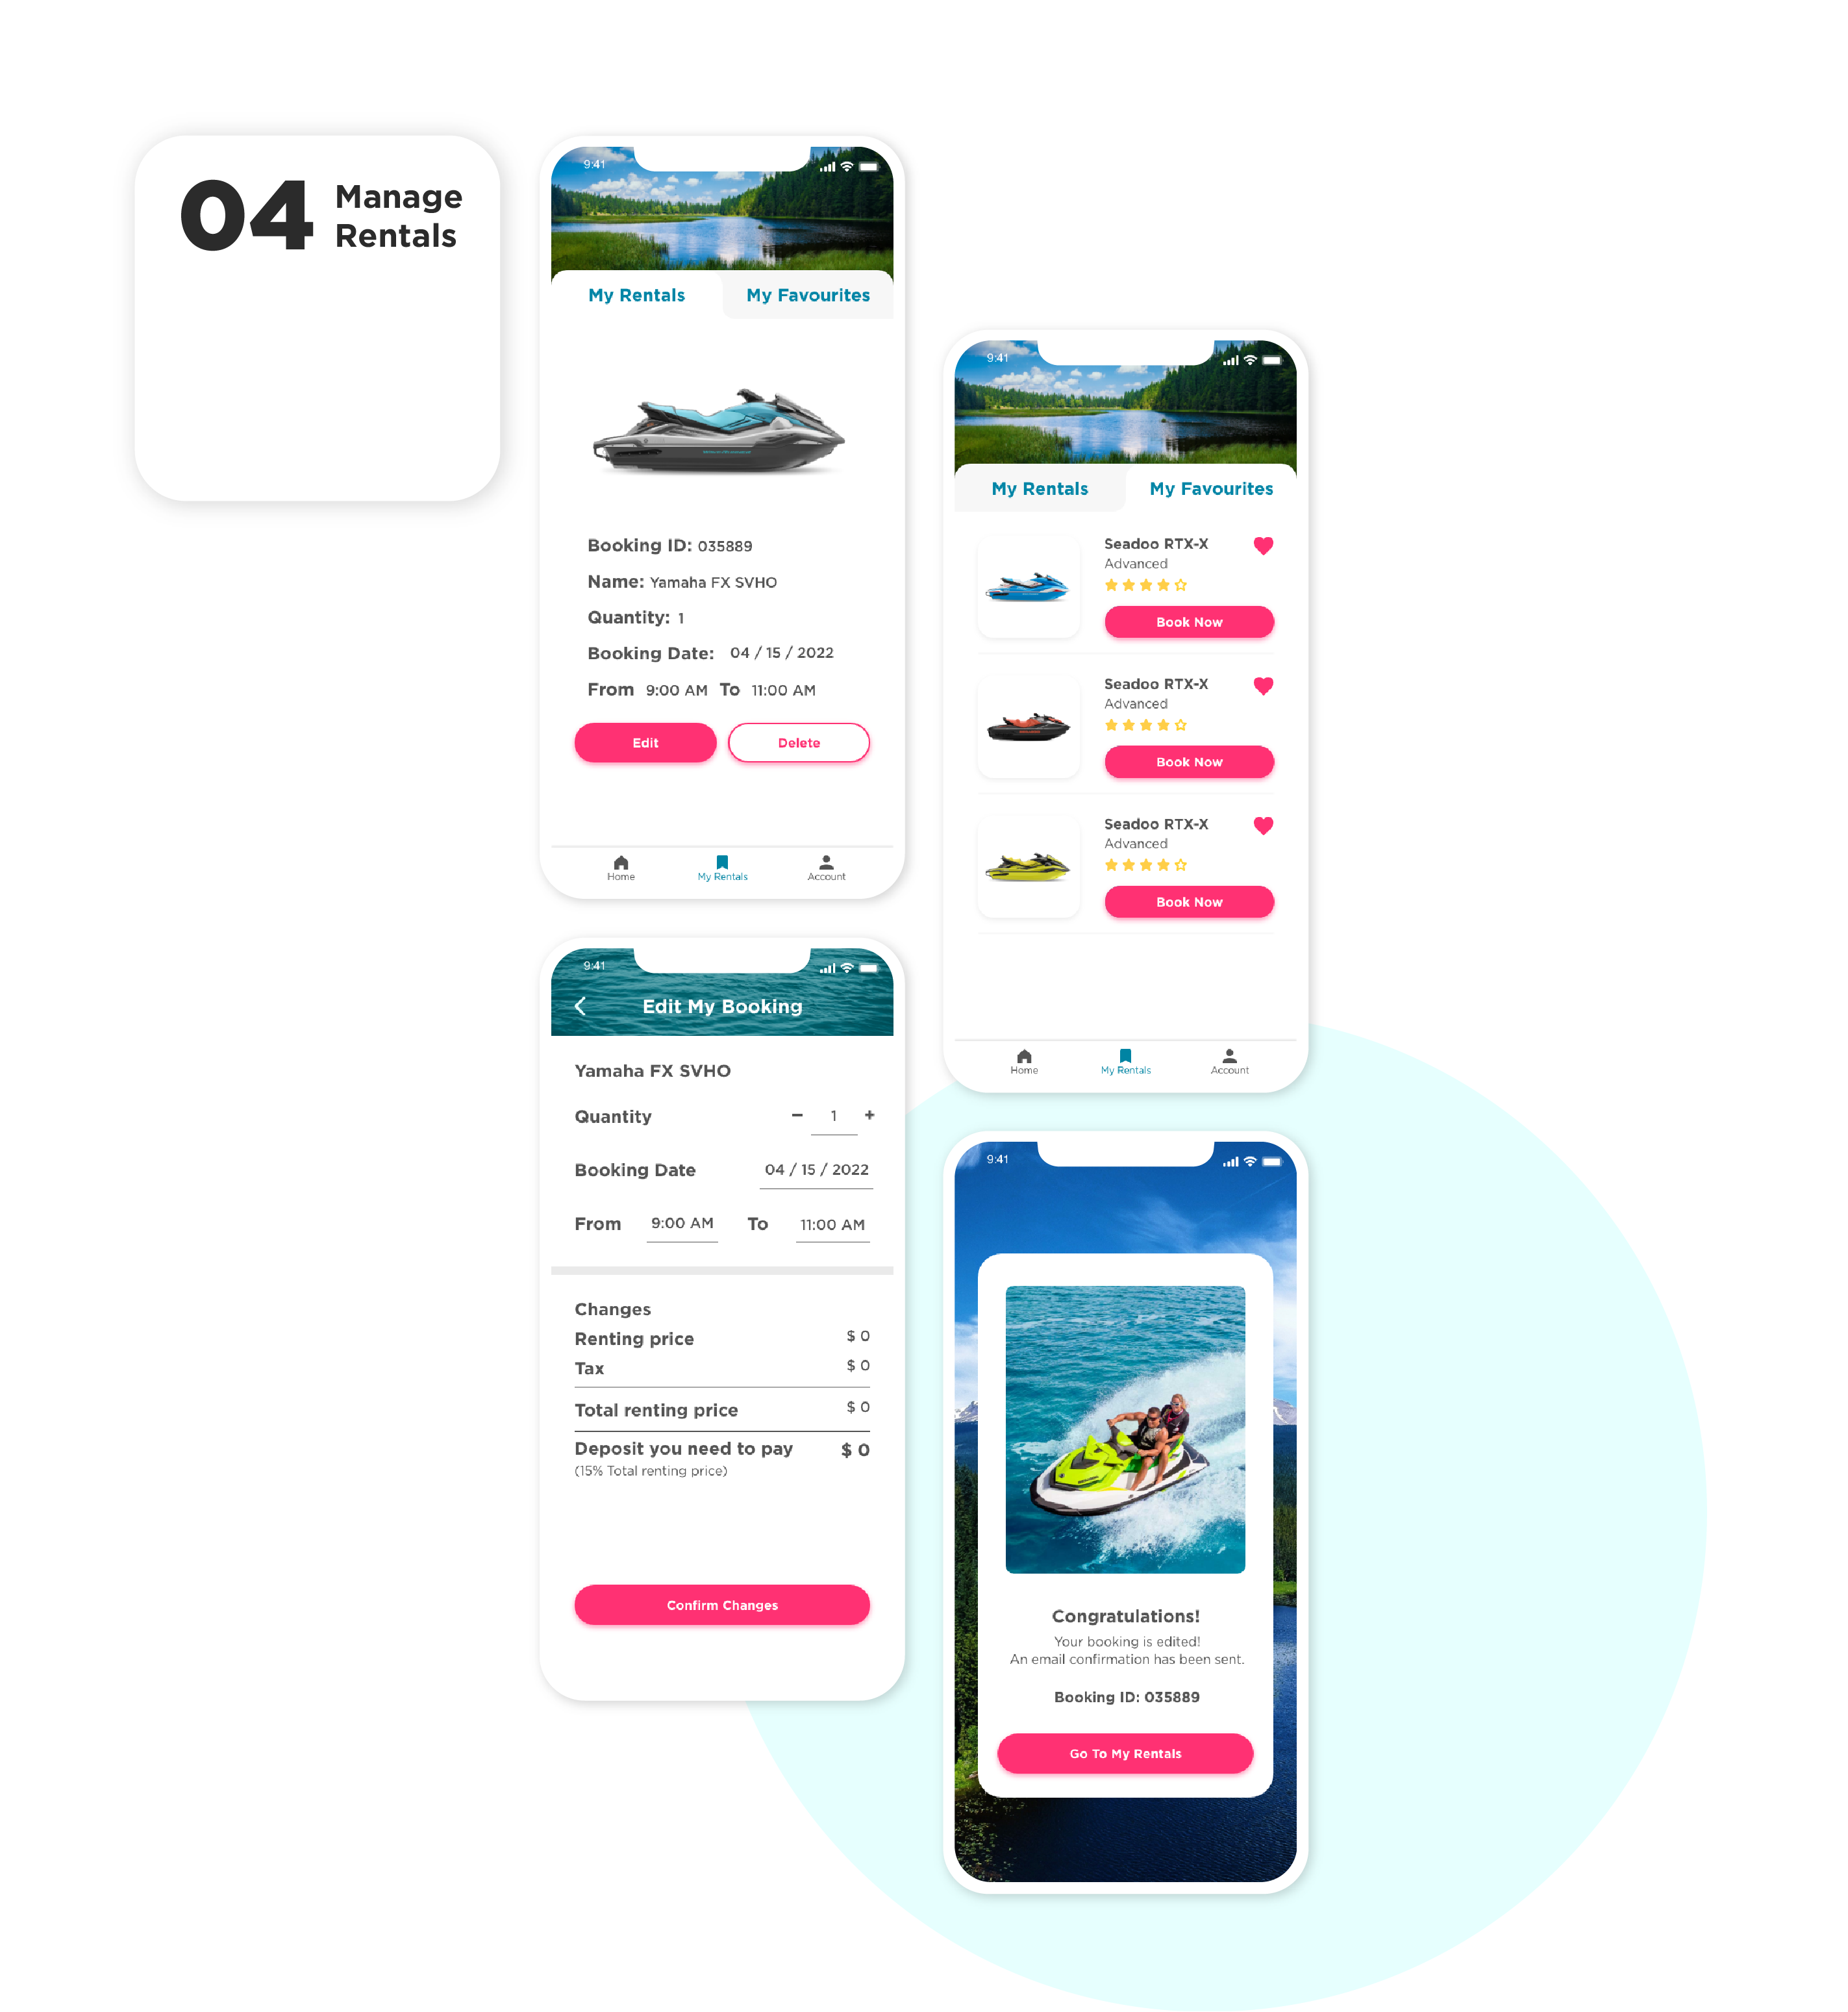 04 Manage
Rentals
9:41
My Rentals My Favourites
Booking ID: 035889
Name: Yamaha FX SVHO
Quantity: 1
Booking Date: 04 / 15 / 2022
From 9:00 AM To 11:00 AM
Edit Delete
Home My Rentals Account
9:41
My Rentals My Favourites
Seadoo RTX-X
Advanced
Book Now
Seadoo RTX-X
Advanced
Book Now
Seadoo RTX-X
Advanced
Book Now
Home My Rentals Account
9:41
Edit My Booking
Yamaha FX SVHO
Quantity - 1 +
Booking Date 04 / 15 / 2022
From 9:00 AM To 11:00 AM
Changes
Renting price $ 0
Tax $ 0
Total renting price $ 0
Deposit you need to pay $ 0
(15% Total renting price)
Confirm Changes
9:41
Congratulations!
Your booking is edited!
An email confirmation has been sent.
Booking ID: 035889
Go To My Rentals